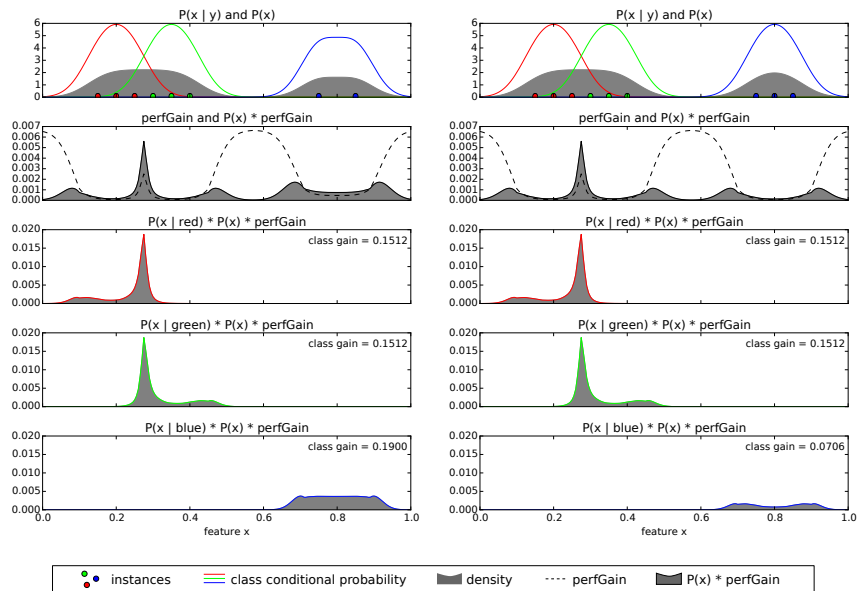 P(x | y) and P(x)
6
5
4
3
2
1
0
perfGain and P(x) * perfGain
0.007
0.006
0.005
0.004
0.003
0.002
0.001
0.000
P(x | red) * P(x) * perfGain
0.020
0.015
0.010
0.005
0.000
class gain = 0.1512
P(x | green) * P(x) * perfGain
0.020
0.015
0.010
0.005
0.000
class gain = 0.1512
P(x | blue) * P(x) * perfGain
0.020
0.015
0.010
0.005
0.000
class gain = 0.1900
0.0 0.2 0.4 0.6 0.8 1.0
feature x
P(x | y) and P(x)
6
5
4
3
2
1
0
perfGain and P(x) * perfGain
0.007
0.006
0.005
0.004
0.003
0.002
0.001
0.000
P(x | red) * P(x) * perfGain
0.020
0.015
0.010
0.005
0.000
class gain = 0.1512
P(x | green) * P(x) * perfGain
0.020
0.015
0.010
0.005
0.000
class gain = 0.1512
P(x | blue) * P(x) * perfGain
0.020
0.015
0.010
0.005
0.000
class gain = 0.0706
0.0 0.2 0.4 0.6 0.8 1.0
feature x
instances class conditional probability density perfGain P(x) * perfGain